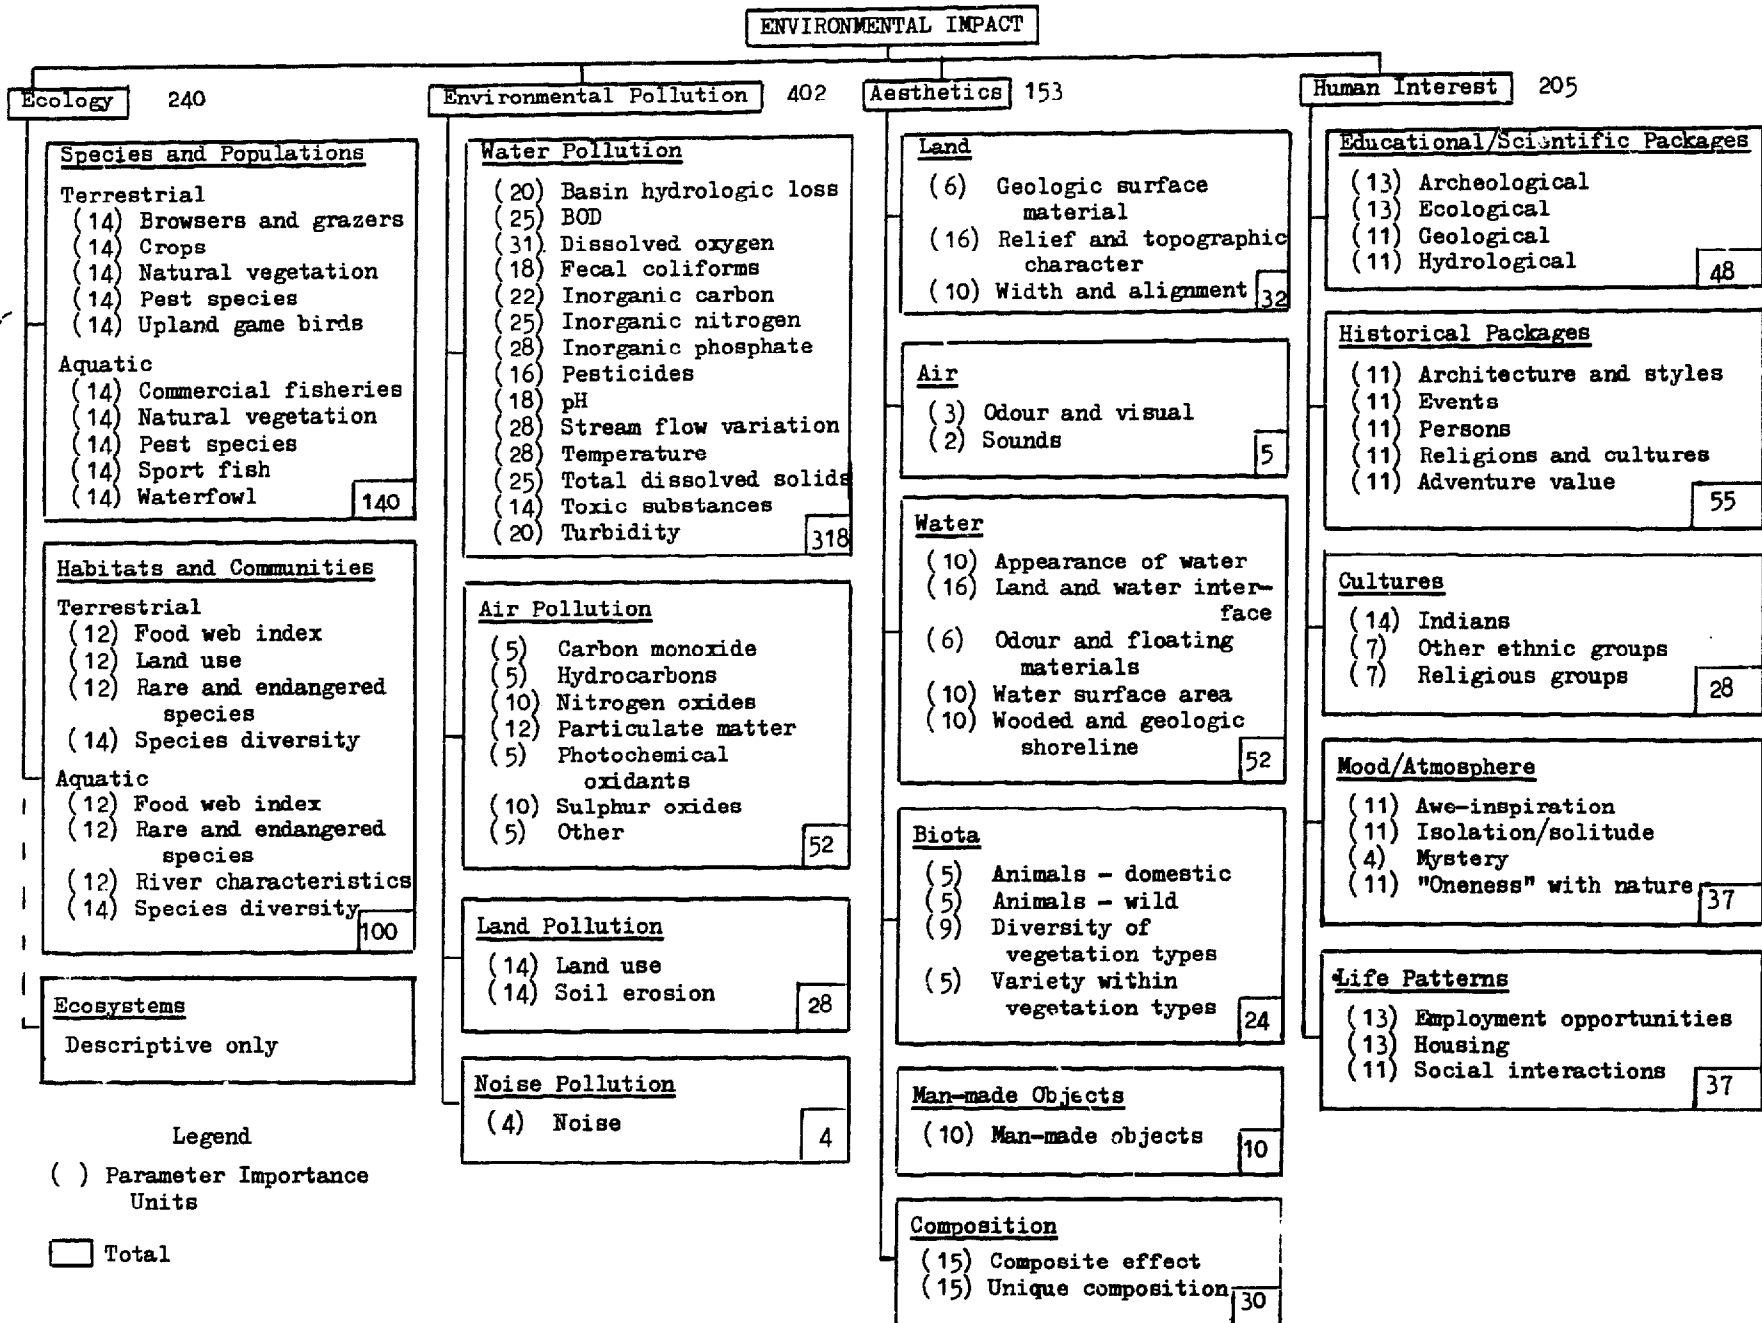 ENVIRONMENTAL IMPACT
Ecology 240
Species and Populations
Terrestrial
(14) Browsers and grazers
(14) Crops
(14) Natural vegetation
(14) Pest species
(14) Upland game birds
Aquatic
(14) Commercial fisheries
(14) Natural vegetation
(14) Pest species
(14) Sport fish
(14) Waterfowl
140
Habitats and Communities
Terrestrial
(12) Food web index
(12) Land use
(12) Rare and endangered
species
(14) Species diversity
Aquatic
(12) Food web index
(12) Rare and endangered
species
(12) River characteristics
(14) Species diversity
100
Ecosystems
Descriptive only
Legend
( ) Parameter Importance
Units
Total
Environmental Pollution 402
Water Pollution
(20) Basin hydrologic loss
(25) BOD
(31) Dissolved oxygen
(18) Fecal coliforms
(22) Inorganic carbon
(25) Inorganic nitrogen
(28) Inorganic phosphate
(16) Pesticides
(18) pH
(28) Stream flow variation
(28) Temperature
(25) Total dissolved solids
(14) Toxic substances
(20) Turbidity
318
Air Pollution
(5) Carbon monoxide
(5) Hydrocarbons
(10) Nitrogen oxides
(12) Particulate matter
(5) Photochemical
oxidants
(10) Sulphur oxides
(5) Other
52
Land Pollution
(14) Land use
(14) Soil erosion
28
Noise Pollution
(4) Noise
4
Aesthetics 153
Land
(6) Geologic surface
material
(16) Relief and topographic
character
(10) Width and alignment
32
Air
(3) Odour and visual
(2) Sounds
5
Water
(10) Appearance of water
(16) Land and water inter-
face
(6) Odour and floating
materials
(10) Water surface area
(10) Wooded and geologic
shoreline
52
Biota
(5) Animals - domestic
(5) Animals - wild
(9) Diversity of
vegetation types
(5) Variety within
vegetation types
24
Man-made Objects
(10) Man-made objects
10
Composition
(15) Composite effect
(15) Unique composition
30
Human Interest 205
Educational/Scientific Packages
(13) Archeological
(13) Ecological
(11) Geological
(11) Hydrological
48
Historical Packages
(11) Architecture and styles
(11) Events
(11) Persons
(11) Religions and cultures
(11) Adventure value
55
Cultures
(14) Indians
(7) Other ethnic groups
(7) Religious groups
28
Mood/Atmosphere
(11) Awe-inspiration
(11) Isolation/solitude
(4) Mystery
(11) "Oneness" with nature
37
Life Patterns
(13) Employment opportunities
(13) Housing
(11) Social interactions
37